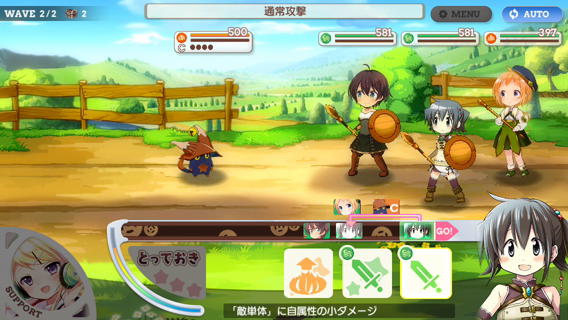 WAVE 2/2 2
通常攻撃
MENU
AUTO
500
C
581
581
397
C
GO!
とっておき
SUPPORT
「敵単体」に自属性の小ダメージ